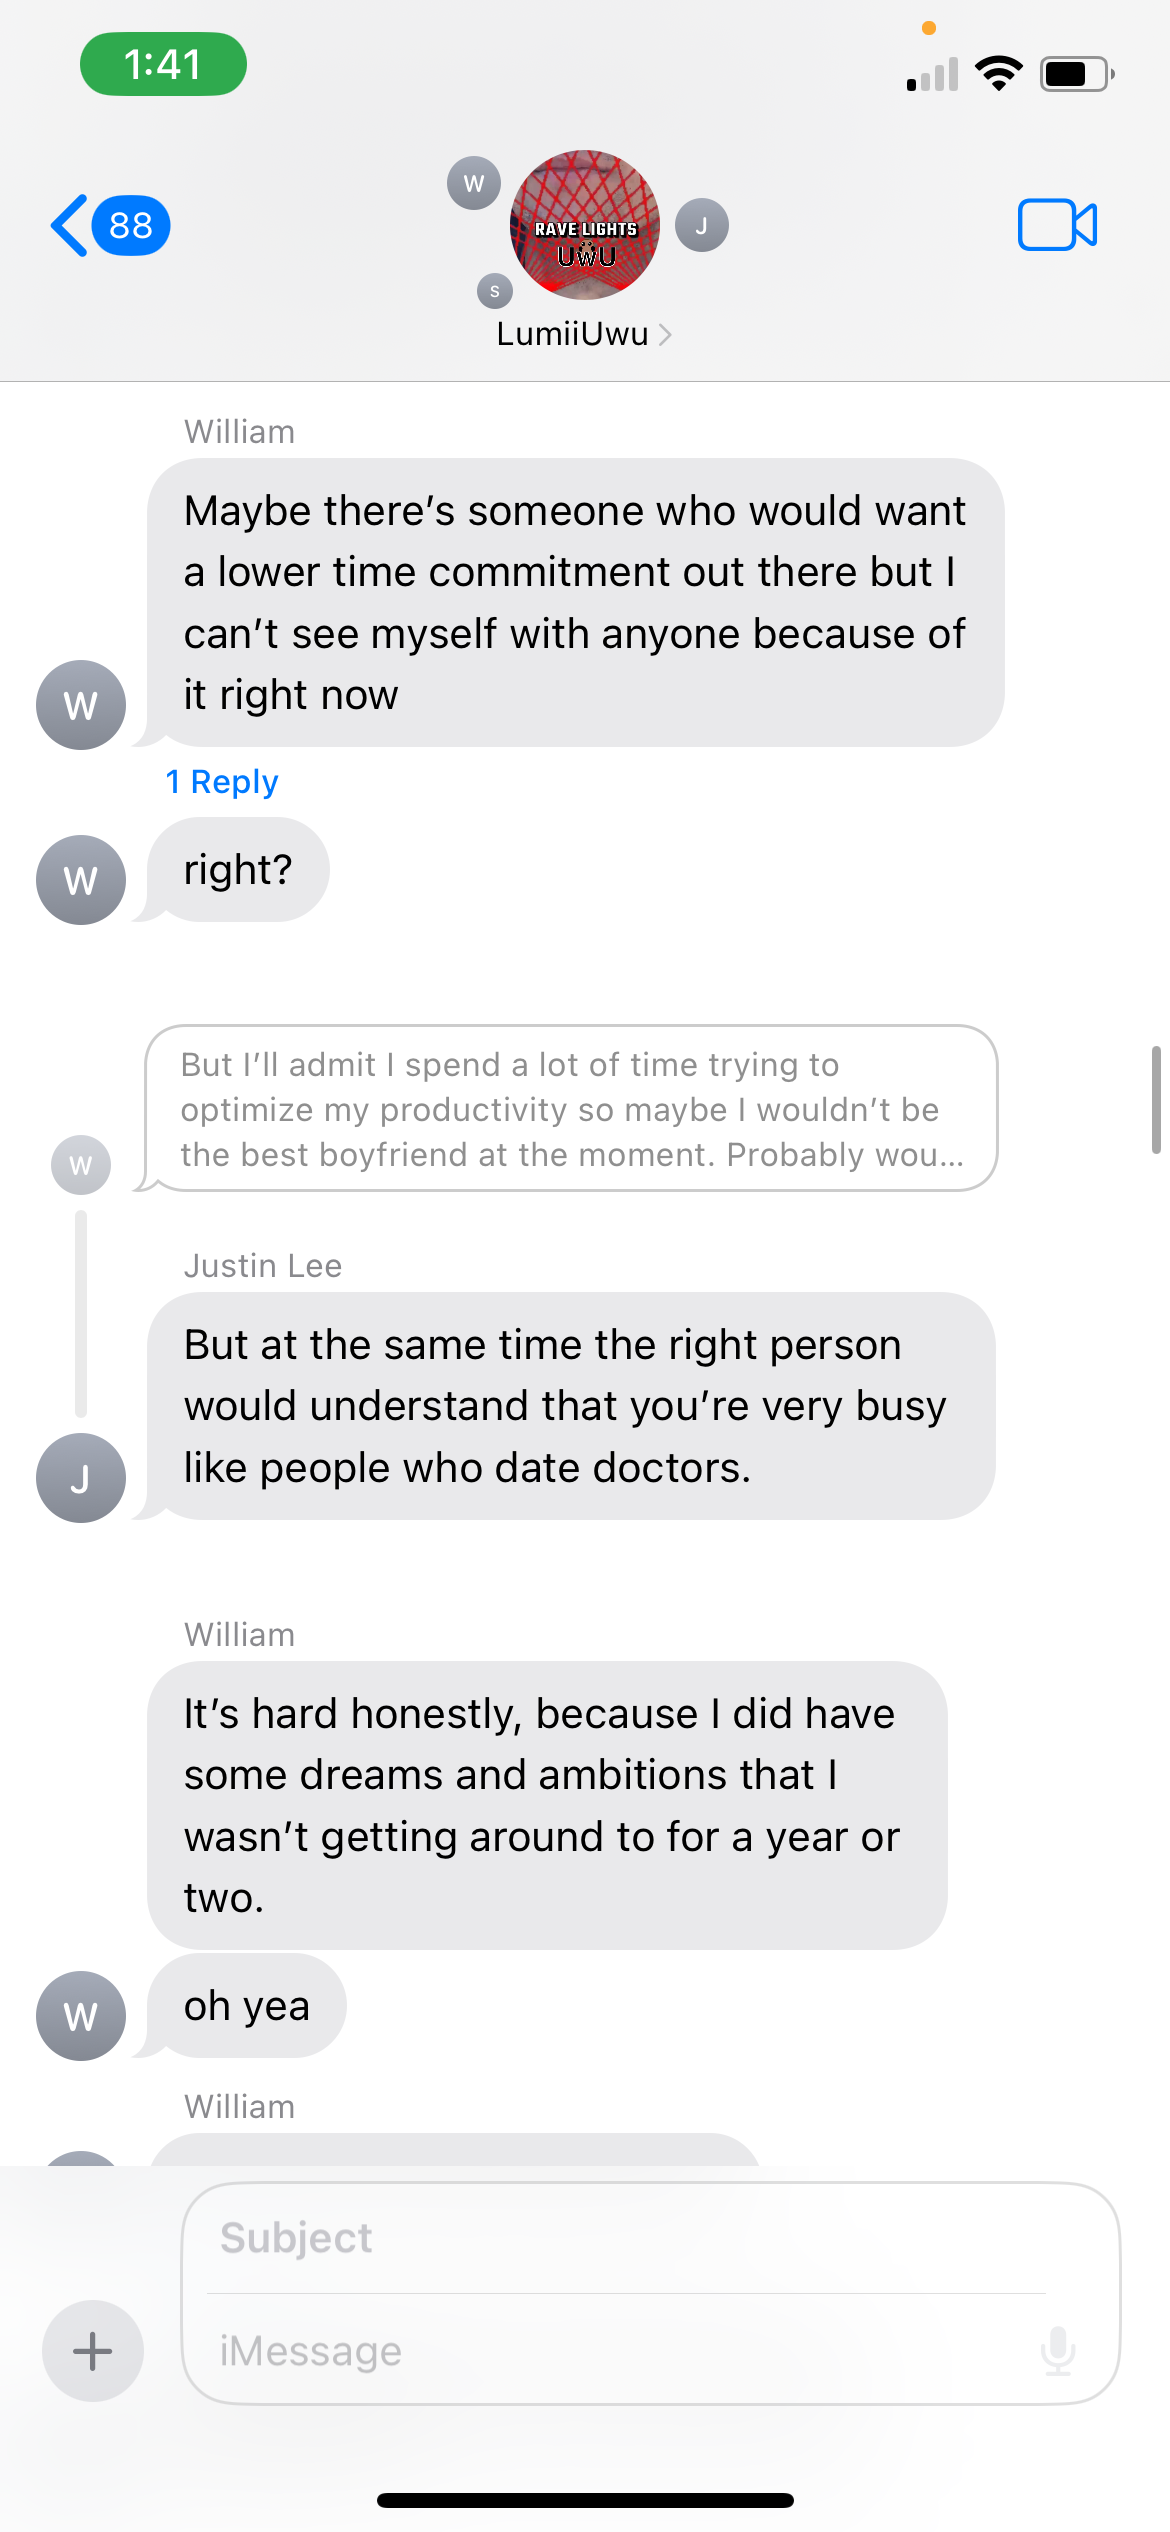 1:41
88
W
J
S
RAVE LIGHTS
UWU
LumiiUwu
William
Maybe there’s someone who would want
a lower time commitment out there but I
can’t see myself with anyone because of
it right now
W
1 Reply
right?
W
But I’ll admit I spend a lot of time trying to
optimize my productivity so maybe I wouldn’t be
the best boyfriend at the moment. Probably wou...
W
Justin Lee
But at the same time the right person
would understand that you’re very busy
like people who date doctors.
J
William
It’s hard honestly, because I did have
some dreams and ambitions that I
wasn’t getting around to for a year or
two.
oh yea
W
William
Subject
iMessage